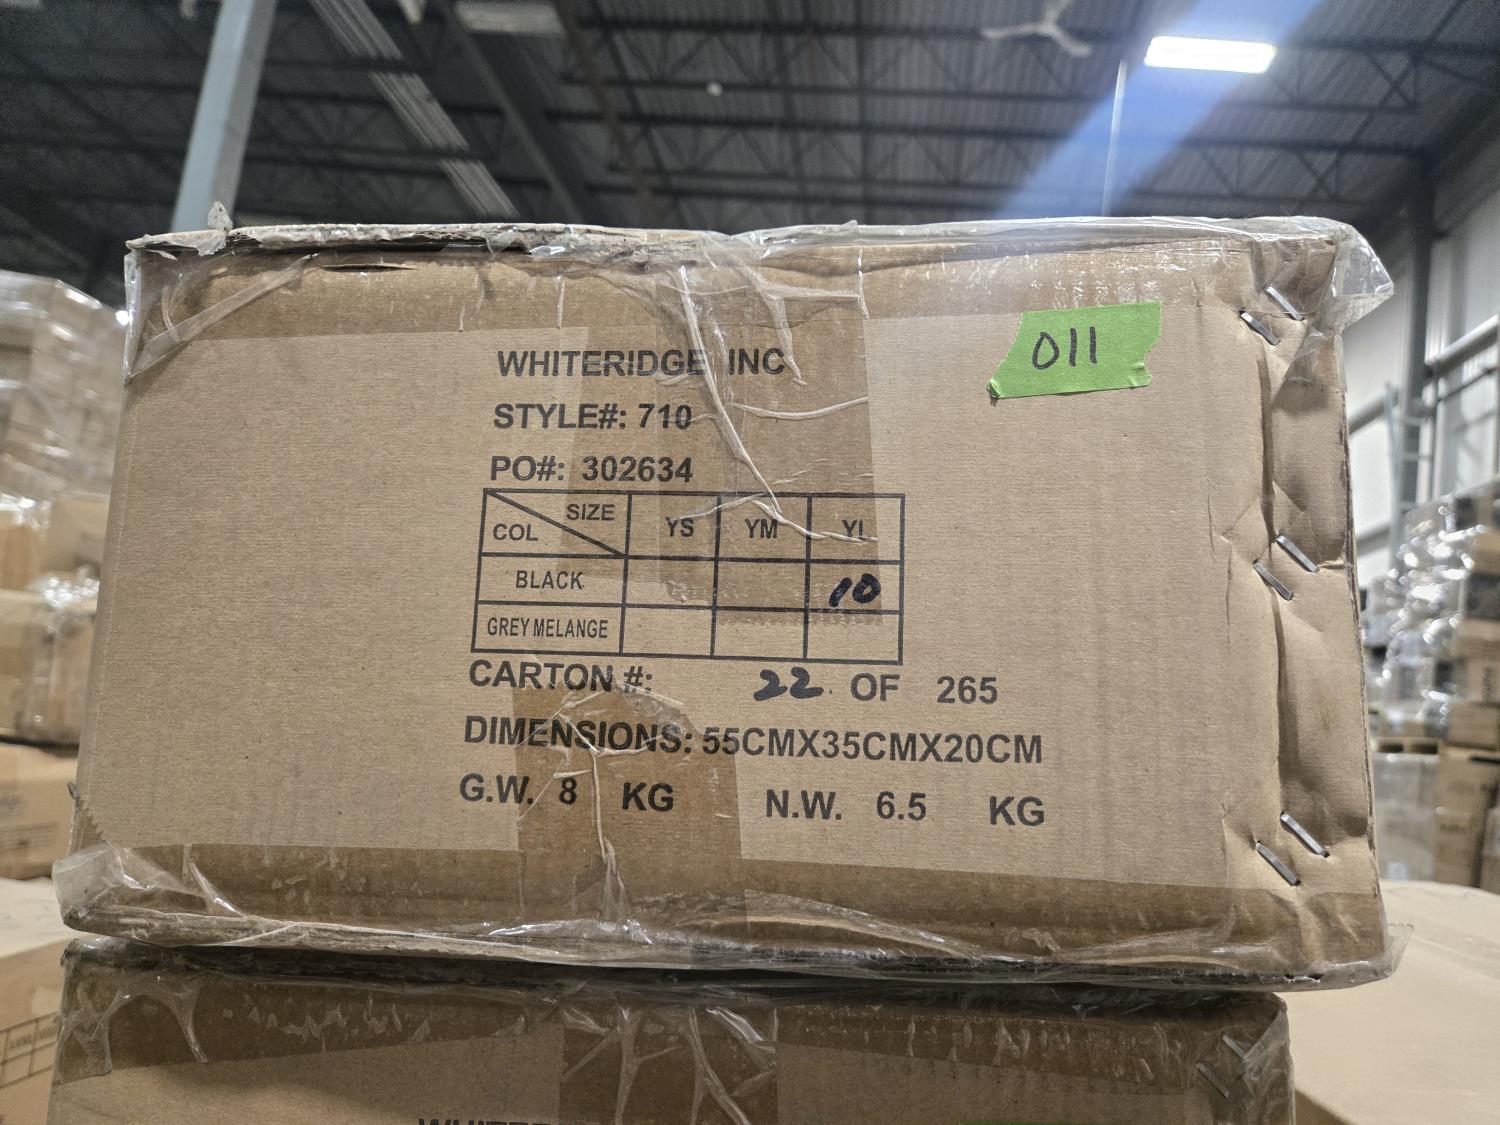 011
WHITERIDGE INC
STYLE#: 710
PO#: 302634
COL SIZE YS YM YL
BLACK 10
GREY MELANGE
CARTON #: 22 OF 265
DIMENSIONS: 55CMX35CMX20CM
G.W. 8 KG N.W. 6.5 KG